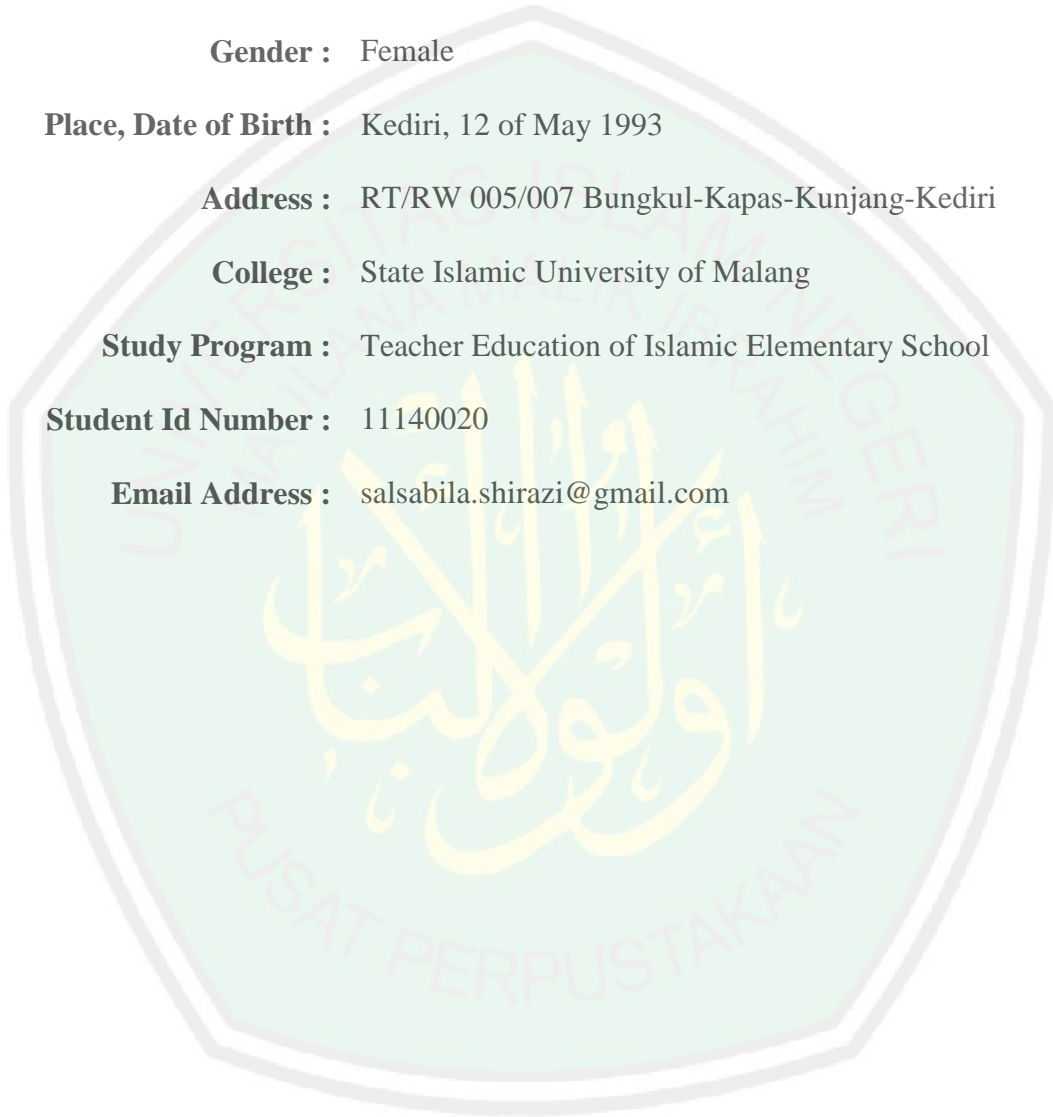 Gender : Female
Place, Date of Birth : Kediri, 12 of May 1993
Address : RT/RW 005/007 Bungkul-Kapas-Kunjang-Kediri
College : State Islamic University of Malang
Study Program : Teacher Education of Islamic Elementary School
Student Id Number : 11140020
Email Address : salsabila.shirazi@gmail.com
UNIVERSITAS ISLAM NEGERI
MAULANA MALIK IBRAHIM
أولوا الألباب
PUSAT PERPUSTAKAAN